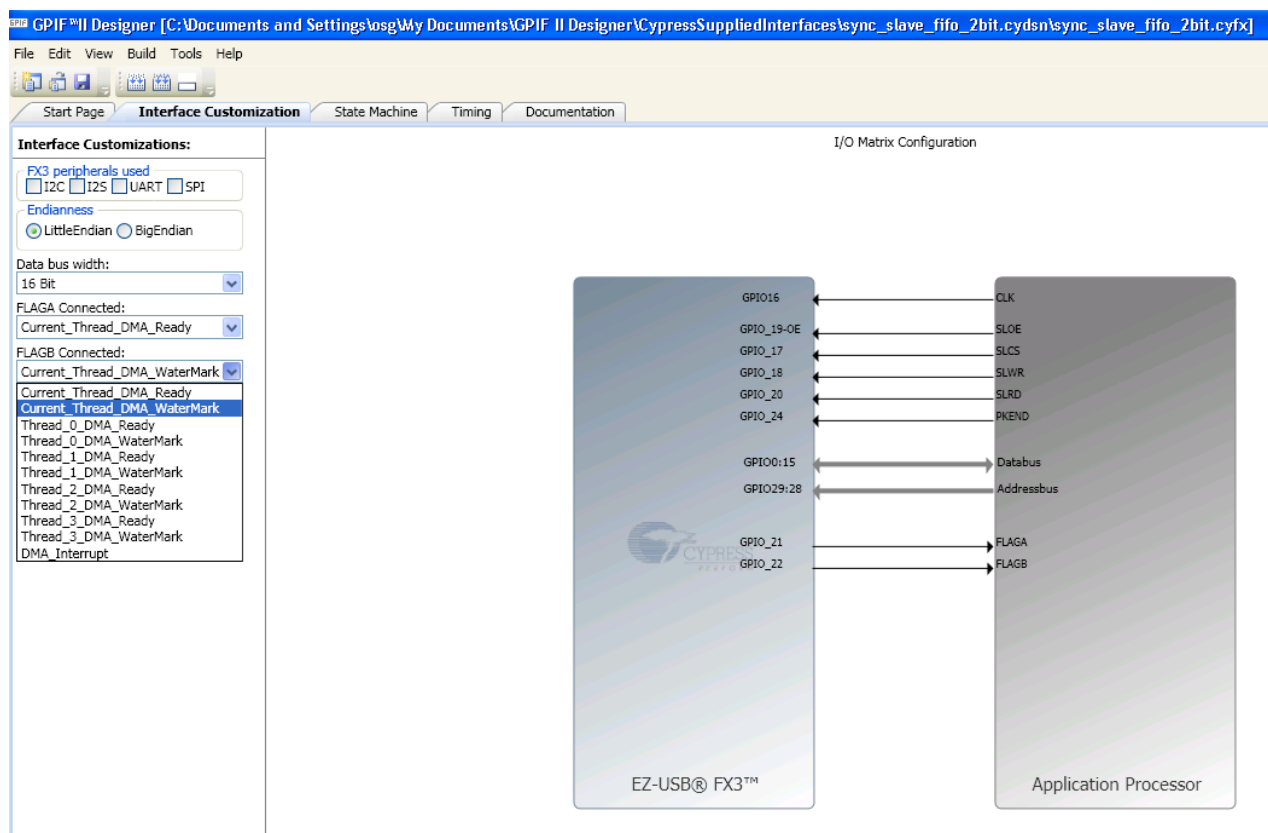 GPIF™II Designer [C:\Documents and Settings\osg\My Documents\GPIF II Designer\CypressSuppliedInterfaces\sync_slave_fifo_2bit.cydsn\sync_slave_fifo_2bit.cyfx]
File Edit View Build Tools Help
Start Page Interface Customization State Machine Timing Documentation
Interface Customizations:
FX3 peripherals used
I2C I2S UART SPI
Endianness
LittleEndian BigEndian
Data bus width:
16 Bit
FLAGA Connected:
Current_Thread_DMA_Ready
FLAGB Connected:
Current_Thread_DMA_WaterMark
Current_Thread_DMA_Ready
Current_Thread_DMA_WaterMark
Thread_0_DMA_Ready
Thread_0_DMA_WaterMark
Thread_1_DMA_Ready
Thread_1_DMA_WaterMark
Thread_2_DMA_Ready
Thread_2_DMA_WaterMark
Thread_3_DMA_Ready
Thread_3_DMA_WaterMark
DMA_Interrupt
I/O Matrix Configuration
GPIO16 CLK
GPIO_19-OE SLOE
GPIO_17 SLCS
GPIO_18 SLWR
GPIO_20 SLRD
GPIO_24 PKEND
GPIO0:15 Databus
GPIO29:28 Addressbus
GPIO_21 FLAGA
CYPRESS
GPIO_22 FLAGB
EZ-USB® FX3™ Application Processor